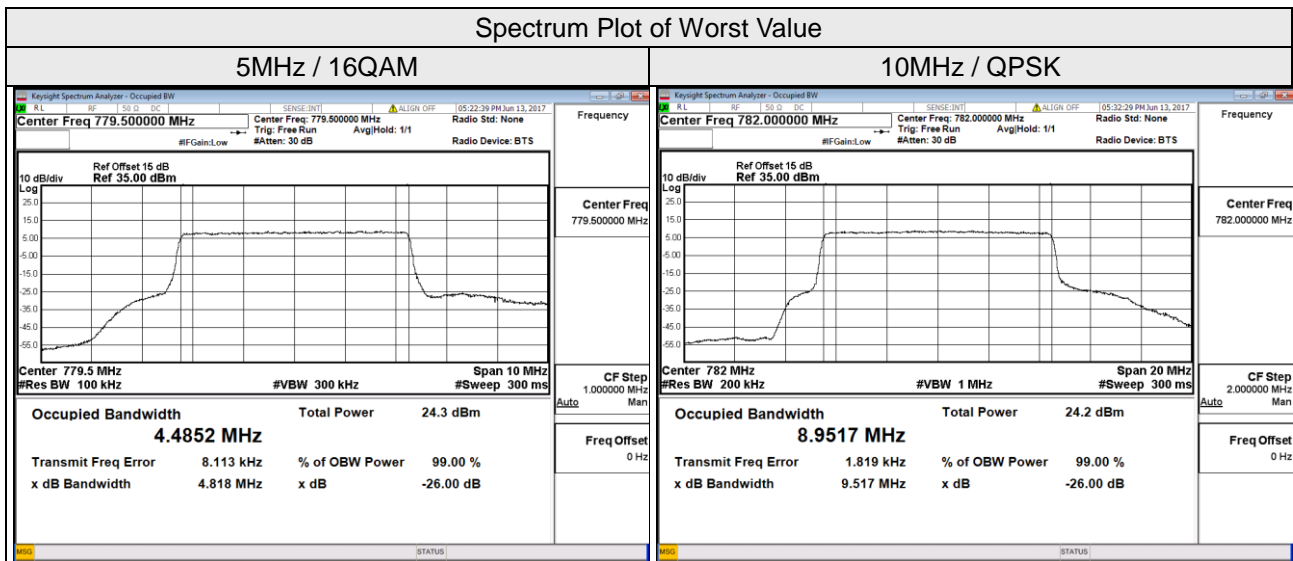 Spectrum Plot of Worst Value
5MHz / 16QAM
10MHz / QPSK
Keysight Spectrum Analyzer - Occupied BW
RL RF 50 Ω DC SENSE:INT ALIGN OFF 05:22:39 PM Jun 13, 2017
Center Freq 779.500000 MHz
Center Freq: 779.500000 MHz
Radio Std: None
Trig: Free Run Avg|Hold: 1/1
#IFGain:Low #Atten: 30 dB Radio Device: BTS
Ref Offset 15 dB
10 dB/div Ref 35.00 dBm
Log
25.0
15.0
5.00
-5.00
-15.0
-25.0
-35.0
-45.0
-55.0
Center 779.5 MHz Span 10 MHz
#Res BW 100 kHz #VBW 300 kHz #Sweep 300 ms
Occupied Bandwidth Total Power 24.3 dBm
4.4852 MHz
Transmit Freq Error 8.113 kHz % of OBW Power 99.00 %
x dB Bandwidth 4.818 MHz x dB -26.00 dB
MSG STATUS
Frequency
Center Freq
779.500000 MHz
CF Step
1.000000 MHz
Auto Man
Freq Offset
0 Hz
Keysight Spectrum Analyzer - Occupied BW
RL RF 50 Ω DC SENSE:INT ALIGN OFF 05:32:29 PM Jun 13, 2017
Center Freq 782.000000 MHz
Center Freq: 782.000000 MHz
Radio Std: None
Trig: Free Run Avg|Hold: 1/1
#IFGain:Low #Atten: 30 dB Radio Device: BTS
Ref Offset 15 dB
10 dB/div Ref 35.00 dBm
Log
25.0
15.0
5.00
-5.00
-15.0
-25.0
-35.0
-45.0
-55.0
Center 782 MHz Span 20 MHz
#Res BW 200 kHz #VBW 1 MHz #Sweep 300 ms
Occupied Bandwidth Total Power 24.2 dBm
8.9517 MHz
Transmit Freq Error 1.819 kHz % of OBW Power 99.00 %
x dB Bandwidth 9.517 MHz x dB -26.00 dB
MSG STATUS
Frequency
Center Freq
782.000000 MHz
CF Step
2.000000 MHz
Auto Man
Freq Offset
0 Hz